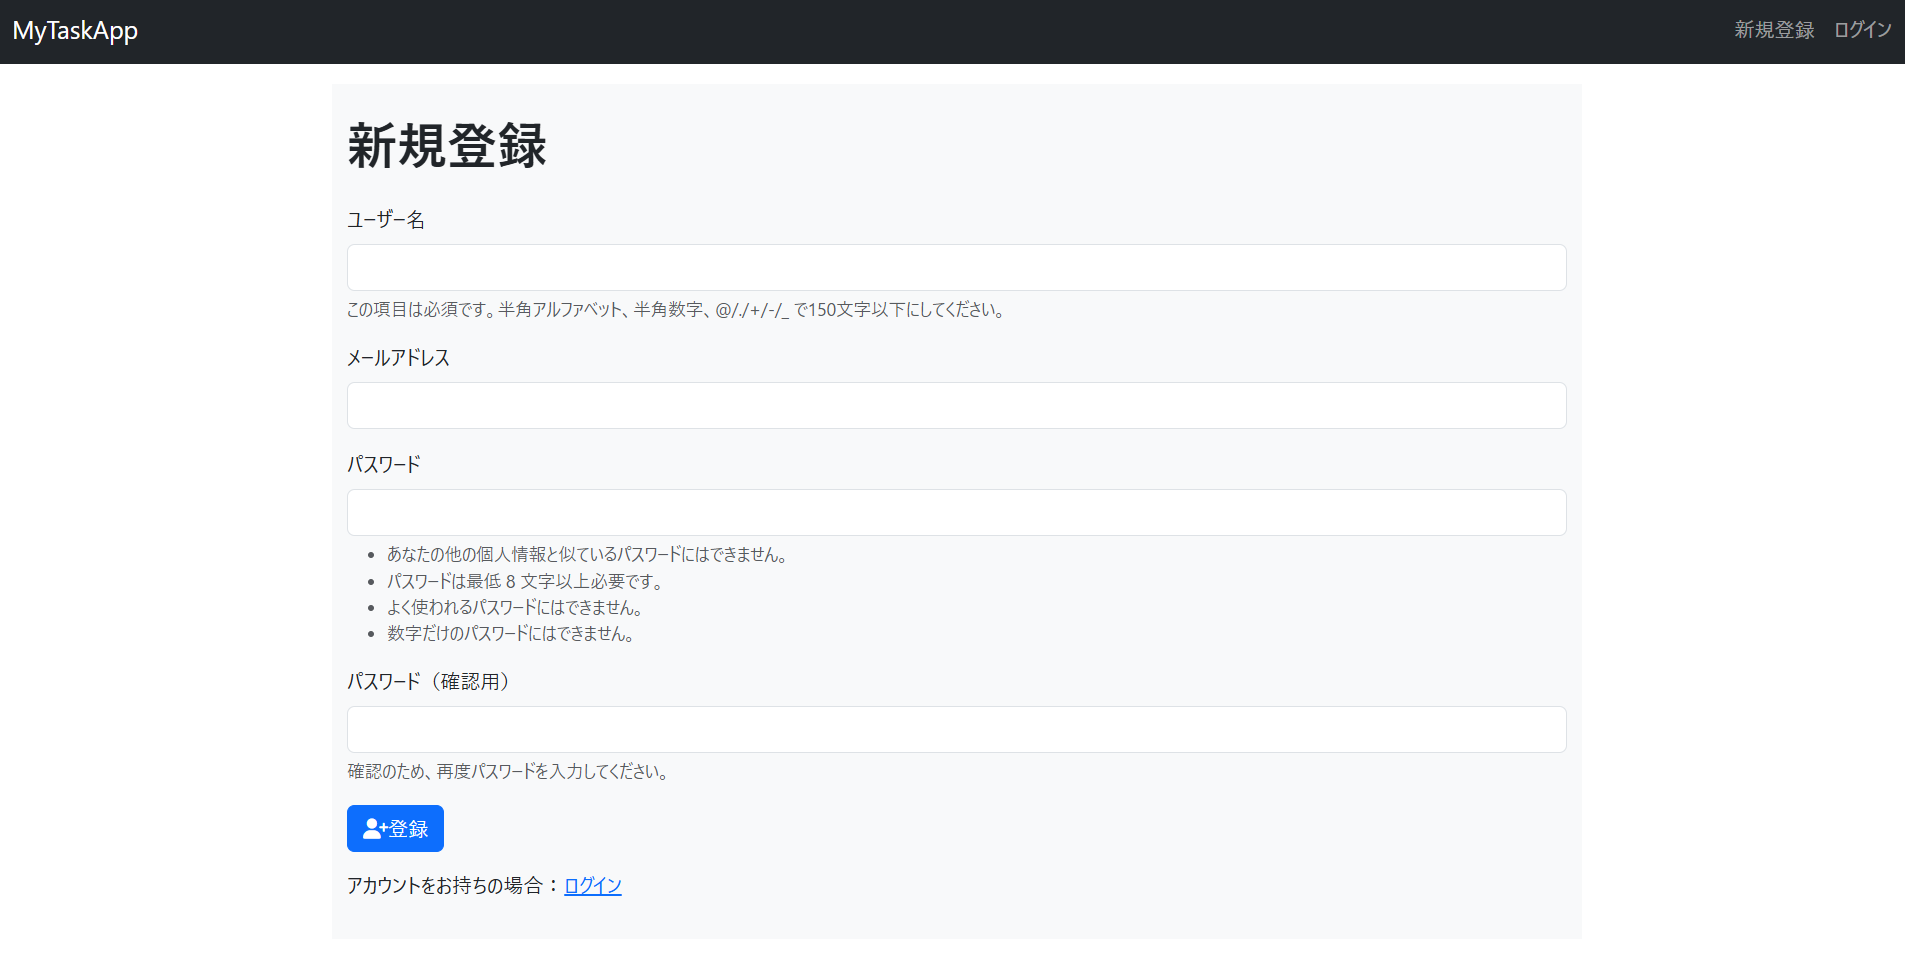 MyTaskApp
新規登録 ログイン
新規登録
ユーザー名
この項目は必須です。半角アルファベット、半角数字、@/./+/-/_ で150文字以下にしてください。
メールアドレス
パスワード
あなたの他の個人情報と似ているパスワードにはできません。
パスワードは最低 8 文字以上必要です。
よく使われるパスワードにはできません。
数字だけのパスワードにはできません。
パスワード（確認用）
確認のため、再度パスワードを入力してください。
登録
アカウントをお持ちの場合：ログイン